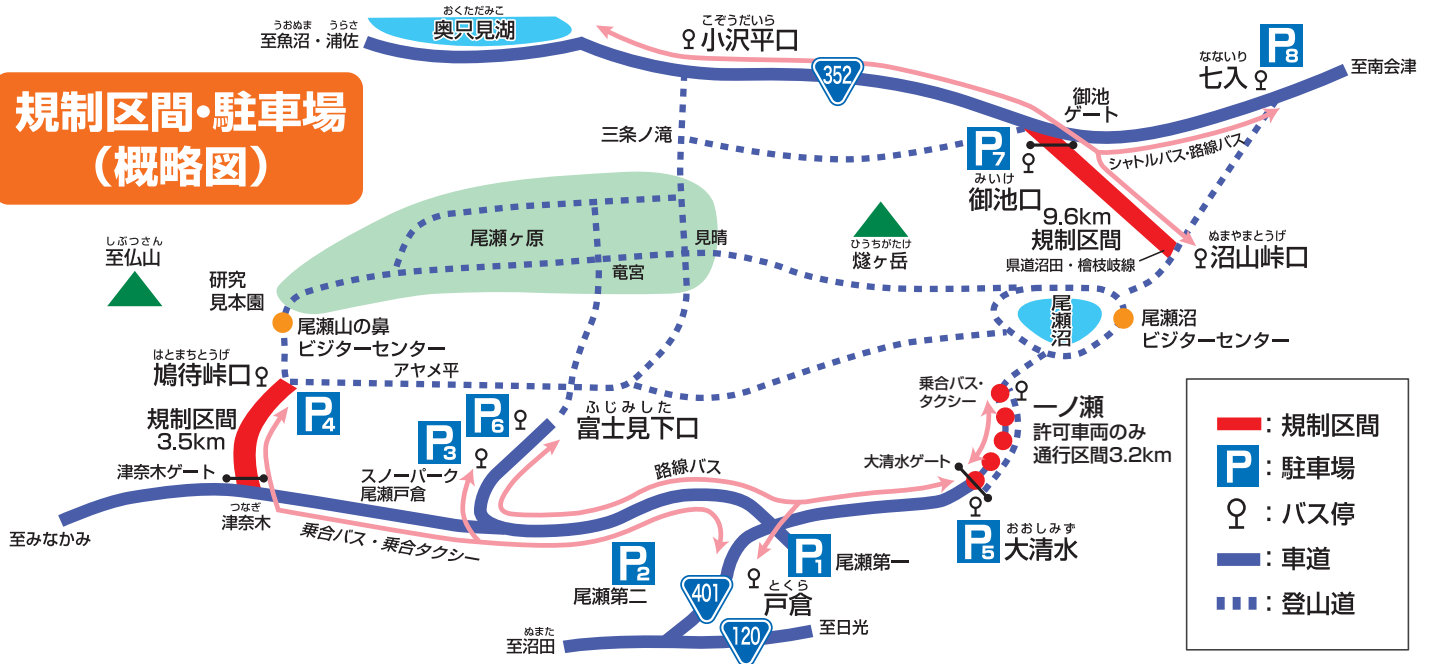 規制区間・駐車場
（概略図）
うおぬま うらさ
至魚沼・浦佐
おくただみこ
奥只見湖
こぞうだいら
小沢平口
352
なないり
七入
P8
至南会津
御池
ゲート
シャトルバス・路線バス
三条ノ滝
P7
みいけ
御池口
9.6km
規制区間
県道沼田・檜枝岐線
ぬまやまとうげ
沼山峠口
しぶつさん
至仏山
研究
見本園
尾瀬ヶ原
見晴
竜宮
ひうちがたけ
燧ヶ岳
尾瀬山の鼻
ビジターセンター
尾瀬沼
尾瀬沼
ビジターセンター
はとまちとうげ
鳩待峠口
アヤメ平
P4
規制区間
3.5km
津奈木ゲート
つなぎ
津奈木
至みなかみ
乗合バス・乗合タクシー
P3
スノーパーク
尾瀬戸倉
P6
ふじみした
富士見下口
路線バス
乗合バス・
タクシー
一ノ瀬
許可車両のみ
通行区間3.2km
大清水ゲート
P5
おおしみず
大清水
P2
尾瀬第二
P1
尾瀬第一
とくら
戸倉
401
120
ぬまた
至沼田
至日光
：規制区間
P：駐車場
：バス停
：車道
：登山道